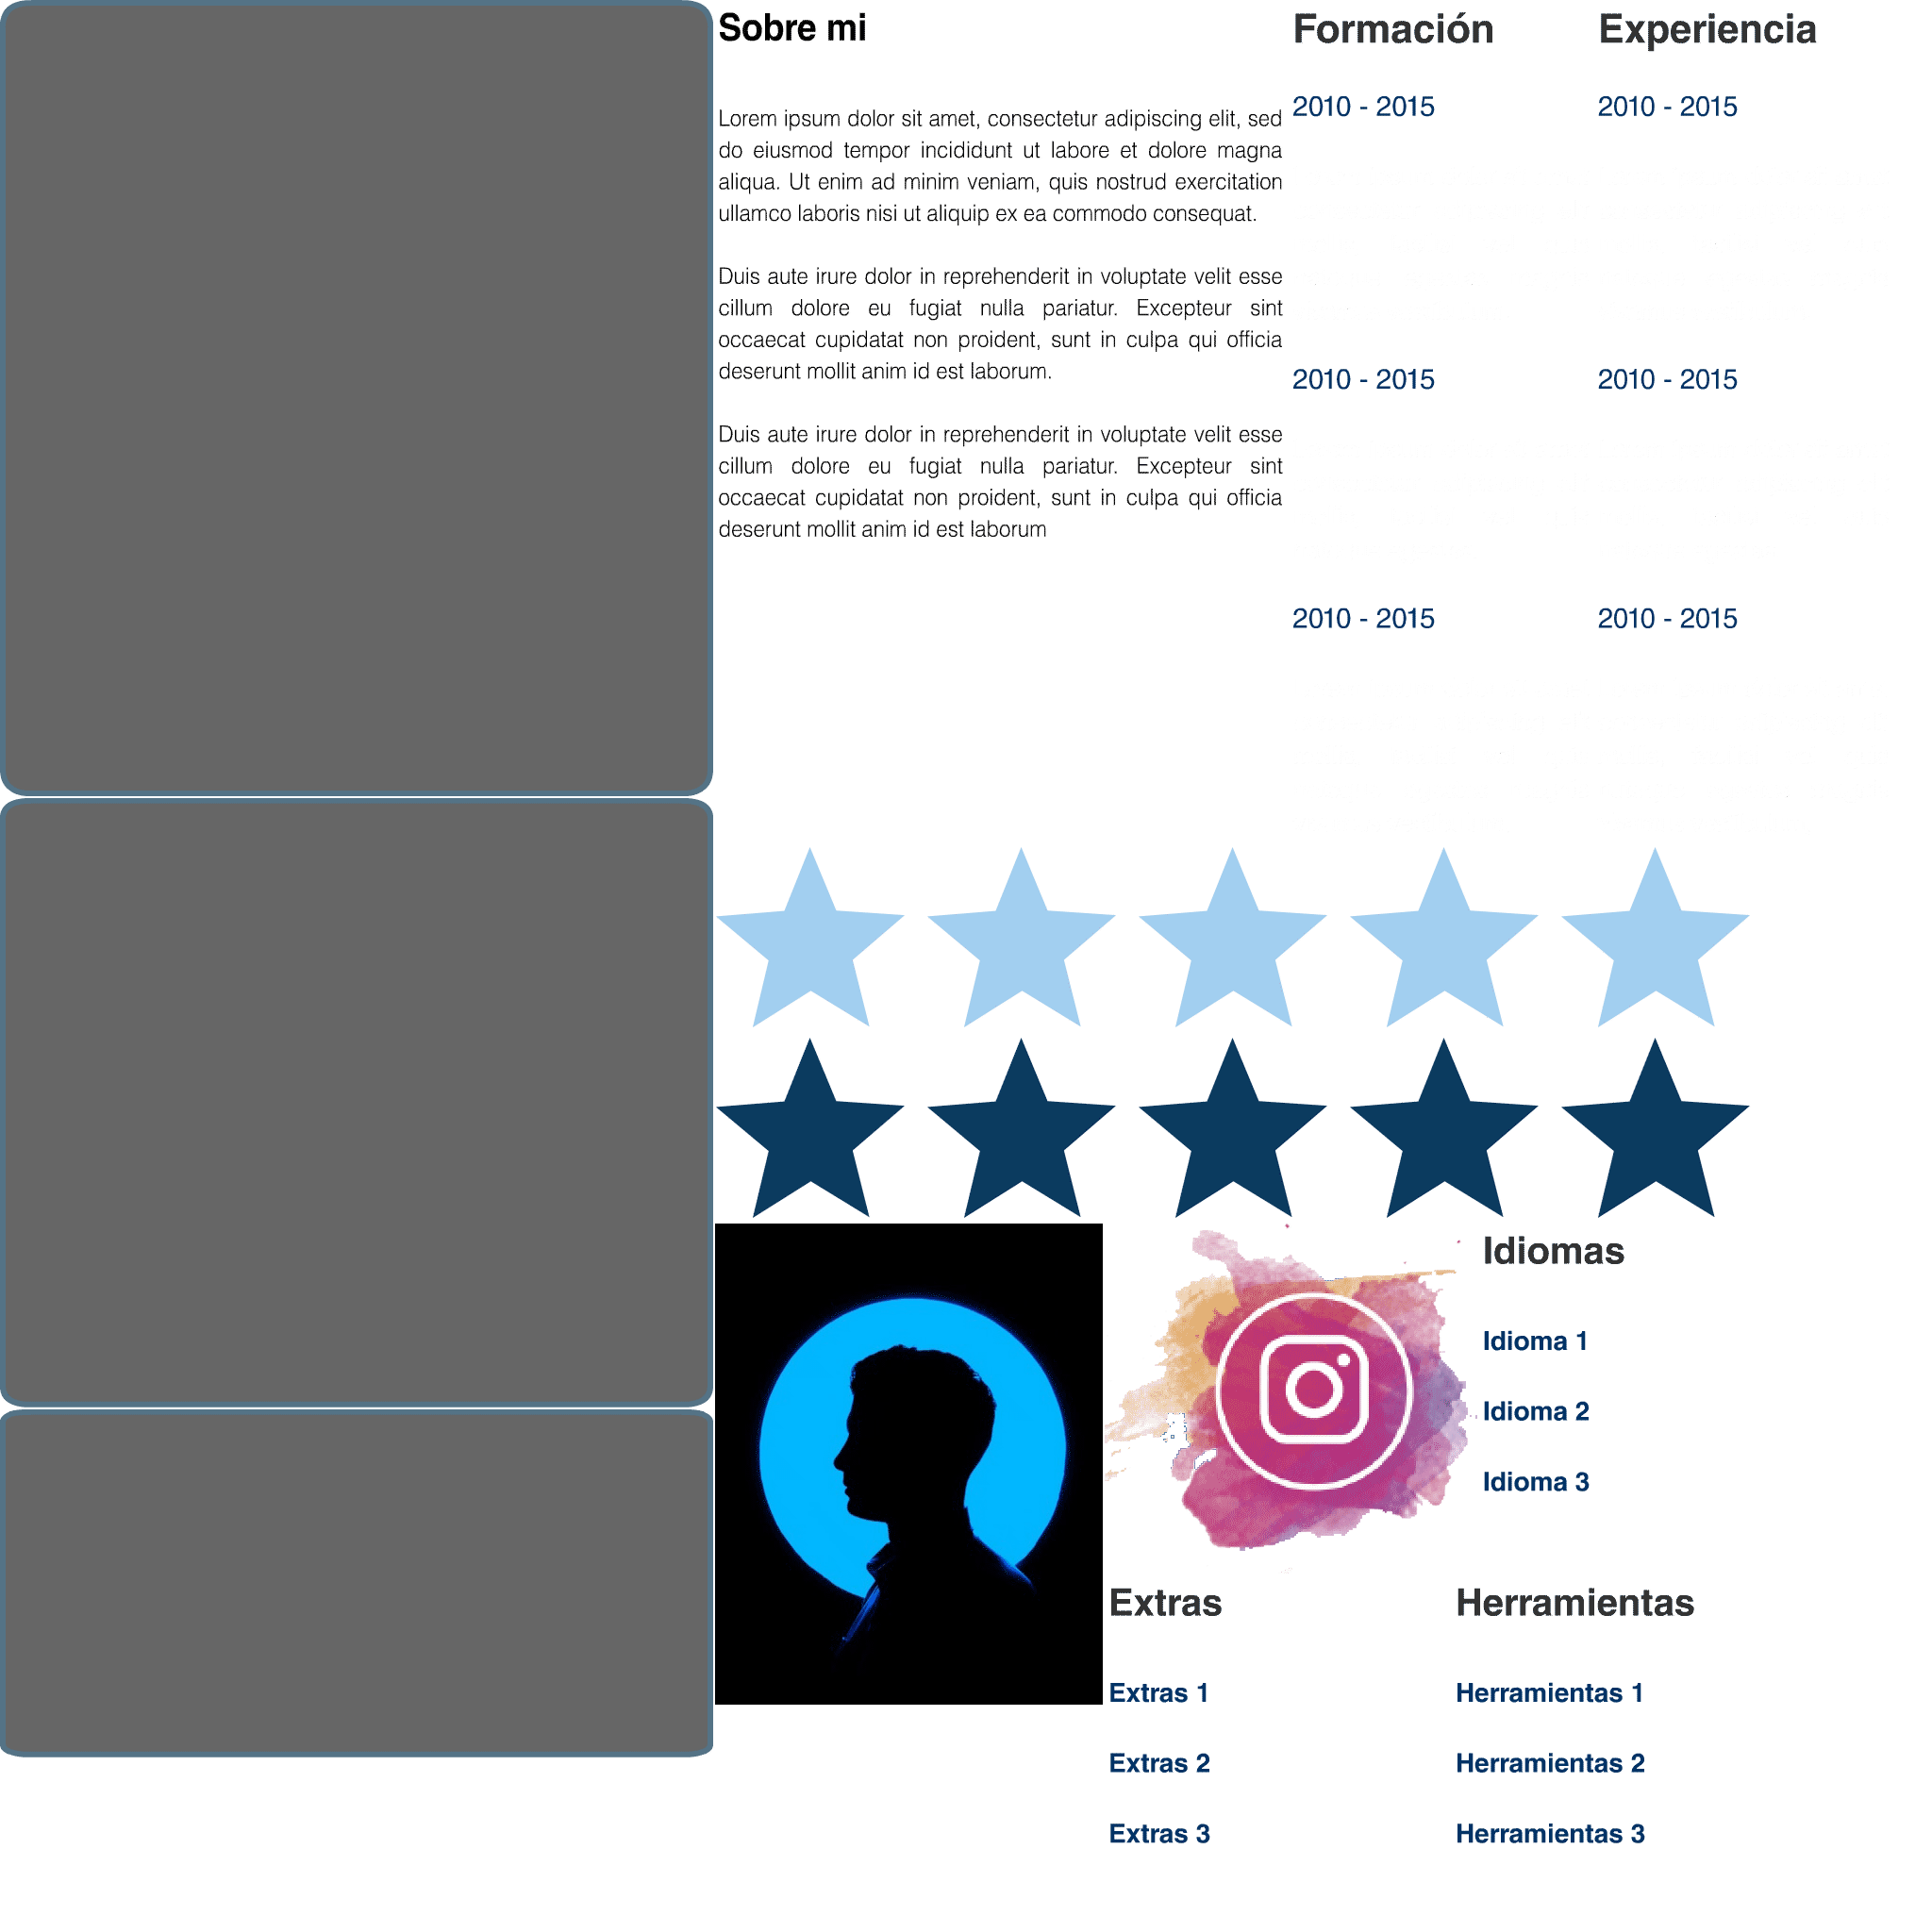 Sobre mi
Lorem ipsum dolor sit amet, consectetur adipiscing elit, sed
do eiusmod tempor incididunt ut labore et dolore magna
aliqua. Ut enim ad minim veniam, quis nostrud exercitation
ullamco laboris nisi ut aliquip ex ea commodo consequat.
Duis aute irure dolor in reprehenderit in voluptate velit esse
cillum dolore eu fugiat nulla pariatur. Excepteur sint
occaecat cupidatat non proident, sunt in culpa qui officia
deserunt mollit anim id est laborum.
Duis aute irure dolor in reprehenderit in voluptate velit esse
cillum dolore eu fugiat nulla pariatur. Excepteur sint
occaecat cupidatat non proident, sunt in culpa qui officia
deserunt mollit anim id est laborum
Formación
2010 - 2015
2010 - 2015
2010 - 2015
Experiencia
2010 - 2015
2010 - 2015
2010 - 2015
Idiomas
Idioma 1
Idioma 2
Idioma 3
Extras
Extras 1
Extras 2
Extras 3
Herramientas
Herramientas 1
Herramientas 2
Herramientas 3